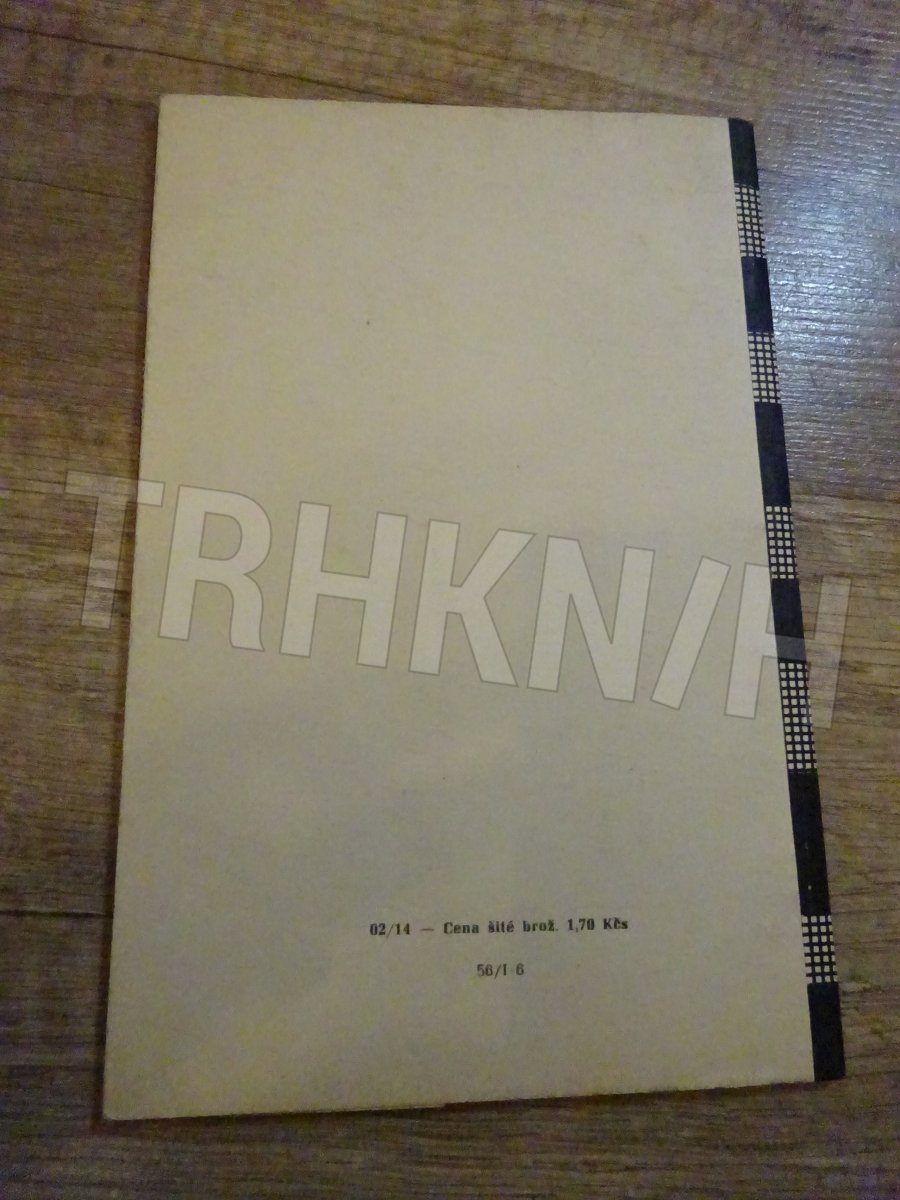 TRHKNIH
02/14 — Cena šité brož. 1,70 Kčs
56/I-6